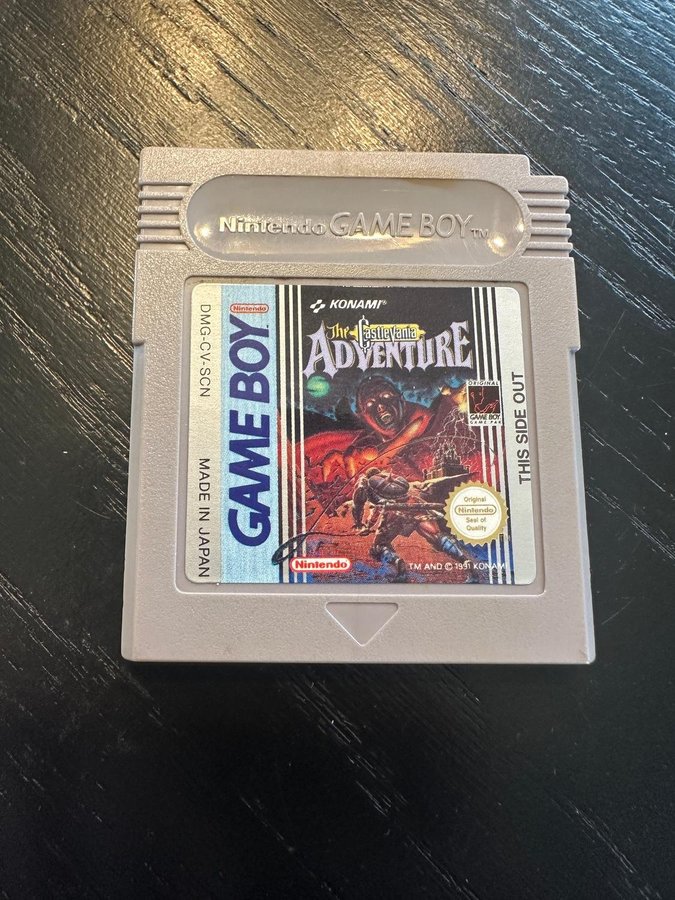 Nintendo GAME BOY TM
DMG-CV-SCN
MADE IN JAPAN
Nintendo
GAME BOY
TM
KONAMI®
The Castlevania
ADVENTURE
ORIGINAL
GAME BOY
GAME PAK
THIS SIDE OUT
Original
Nintendo
Seal of
Quality
Nintendo
TM AND © 1991 KONAMI